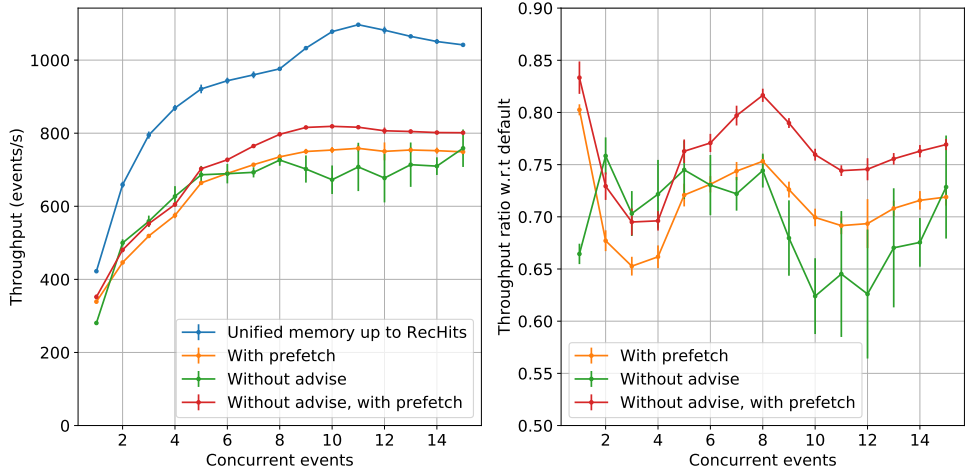 Throughput (events/s)
1000
800
600
400
200
0
2 4 6 8 10 12 14
Concurrent events
Unified memory up to RecHits
With prefetch
Without advise
Without advise, with prefetch
Throughput ratio w.r.t default
0.90
0.85
0.80
0.75
0.70
0.65
0.60
0.55
0.50
2 4 6 8 10 12 14
Concurrent events
With prefetch
Without advise
Without advise, with prefetch